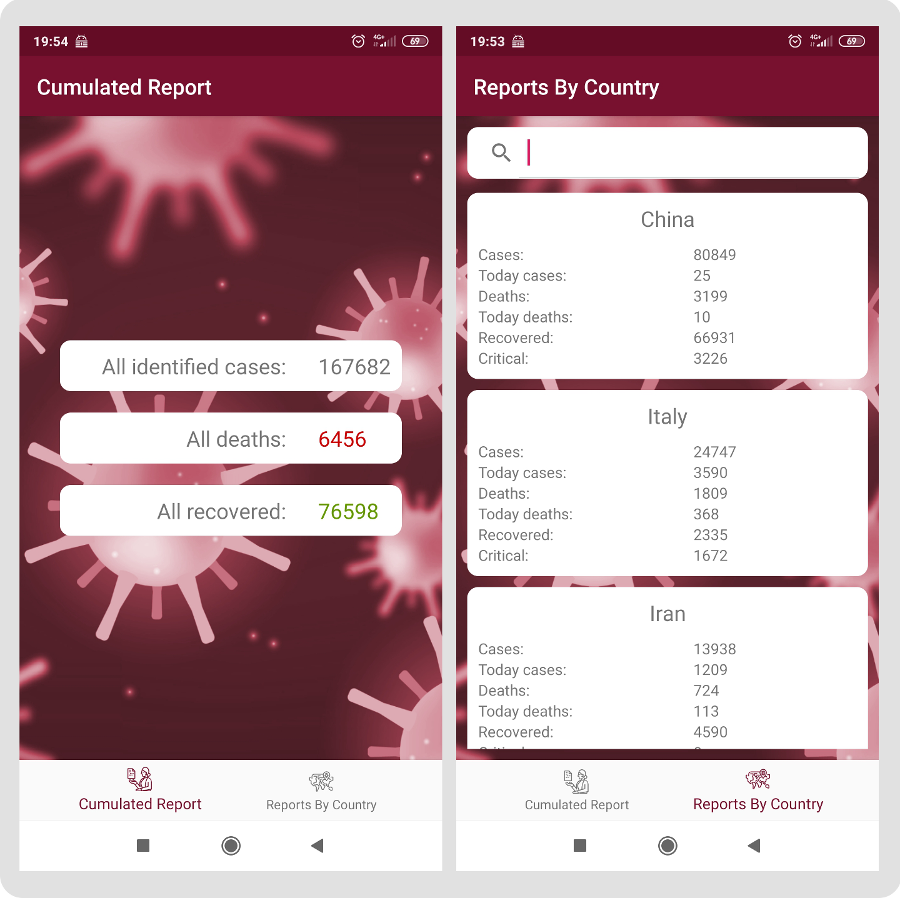 19:54
4G+
69
Cumulated Report
All identified cases: 167682
All deaths: 6456
All recovered: 76598
Cumulated Report
Reports By Country
19:53
4G+
69
Reports By Country
China
Cases: 80849
Today cases: 25
Deaths: 3199
Today deaths: 10
Recovered: 66931
Critical: 3226
Italy
Cases: 24747
Today cases: 3590
Deaths: 1809
Today deaths: 368
Recovered: 2335
Critical: 1672
Iran
Cases: 13938
Today cases: 1209
Deaths: 724
Today deaths: 113
Recovered: 4590
Cumulated Report
Reports By Country